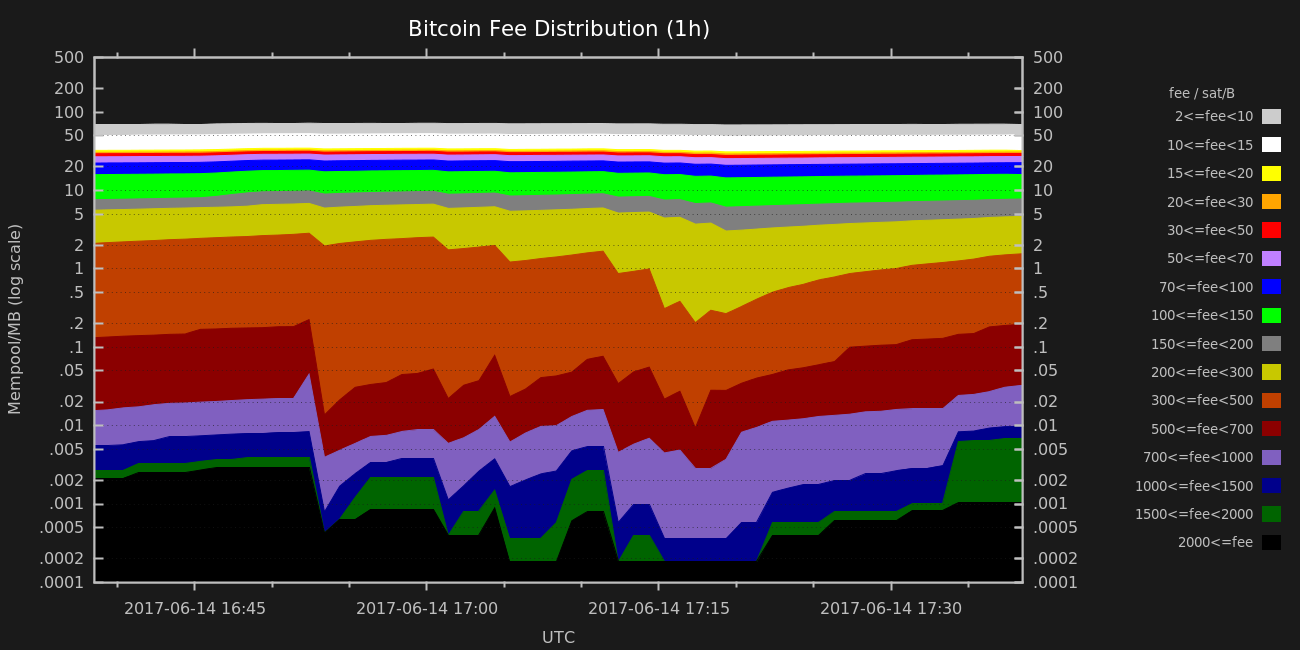 Bitcoin Fee Distribution (1h)
500 500
200 200
100 100
50 50
20 20
10 10
5 5
2 2
1 1
.5 .5
.2 .2
.1 .1
.05 .05
.02 .02
.01 .01
.005 .005
.002 .002
.001 .001
.0005 .0005
.0002 .0002
.0001 .0001
Mempool/MB (log scale)
2017-06-14 16:45 2017-06-14 17:00 2017-06-14 17:15 2017-06-14 17:30
UTC
fee / sat/B
2<=fee<10
10<=fee<15
15<=fee<20
20<=fee<30
30<=fee<50
50<=fee<70
70<=fee<100
100<=fee<150
150<=fee<200
200<=fee<300
300<=fee<500
500<=fee<700
700<=fee<1000
1000<=fee<1500
1500<=fee<2000
2000<=fee